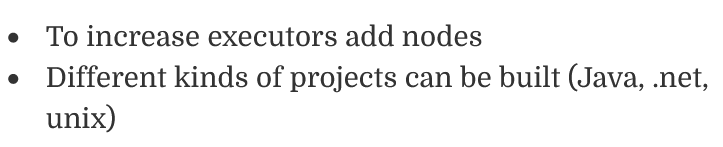 • To increase executors add nodes
• Different kinds of projects can be built (Java, .net,
unix)